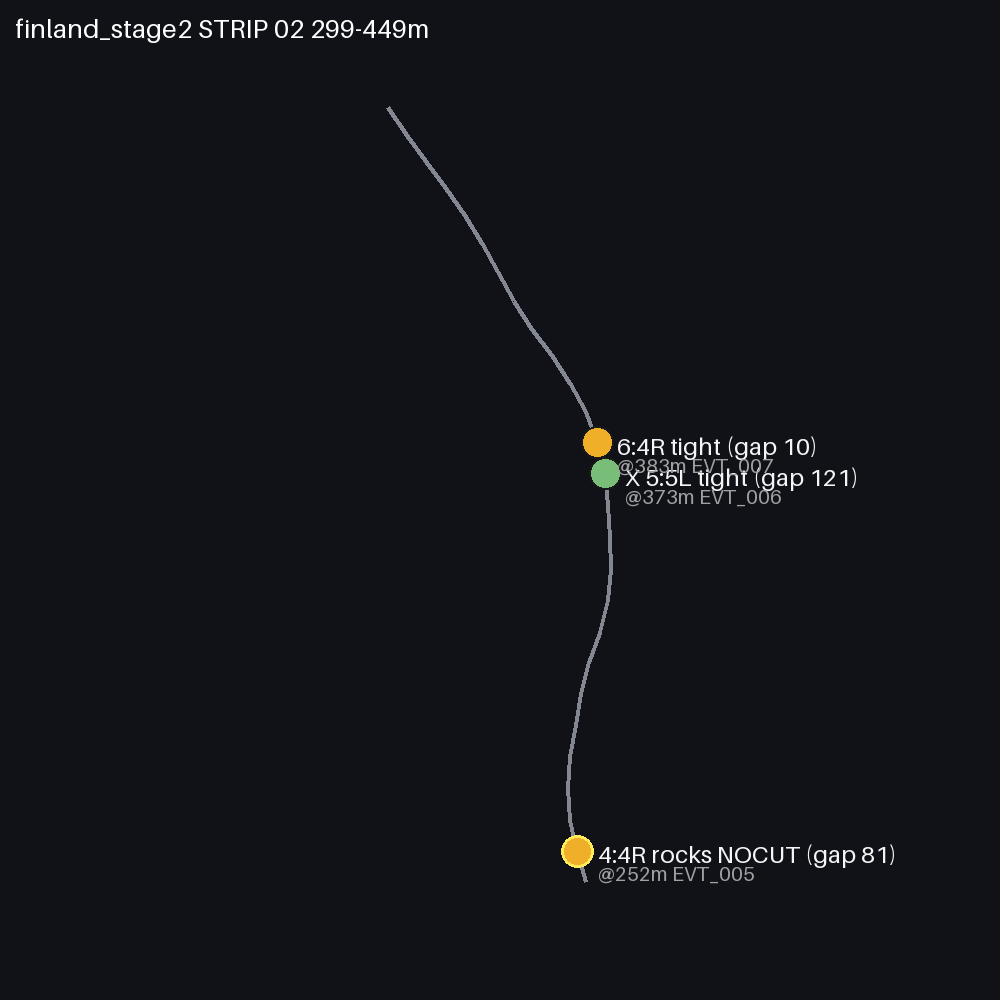 finland_stage2 STRIP 02 299-449m
6:4R tight (gap 10)
@383m EVT_007
X 5:5L tight (gap 121)
@373m EVT_006
4:4R rocks NOCUT (gap 81)
@252m EVT_005